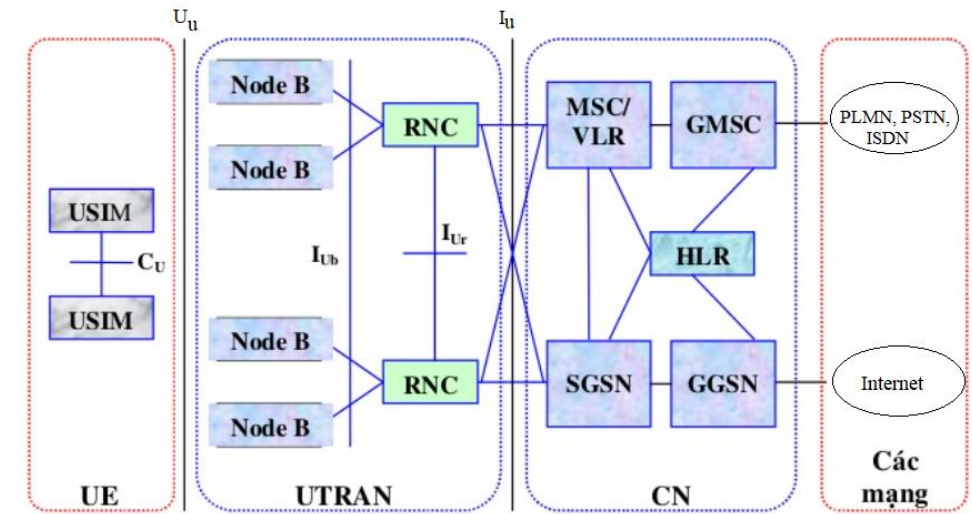 Uu
Iu
Node B
Node B
RNC
MSC/
VLR
GMSC
PLMN, PSTN,
ISDN
USIM
CU
USIM
IUb
IUr
HLR
Node B
Node B
RNC
SGSN
GGSN
Internet
UE
UTRAN
CN
Các
mạng